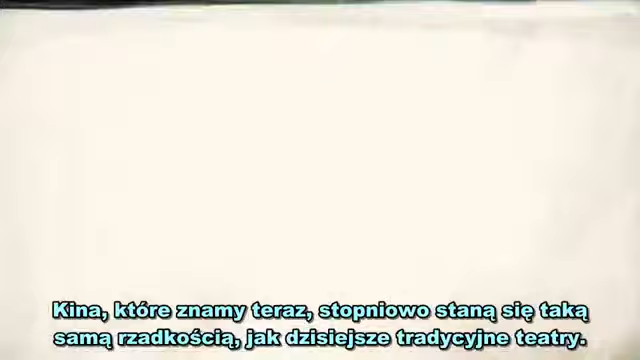 Kina, które znamy teraz, stopniowo staną się taką
samą rzadkością, jak dzisiejsze tradycyjne teatry.